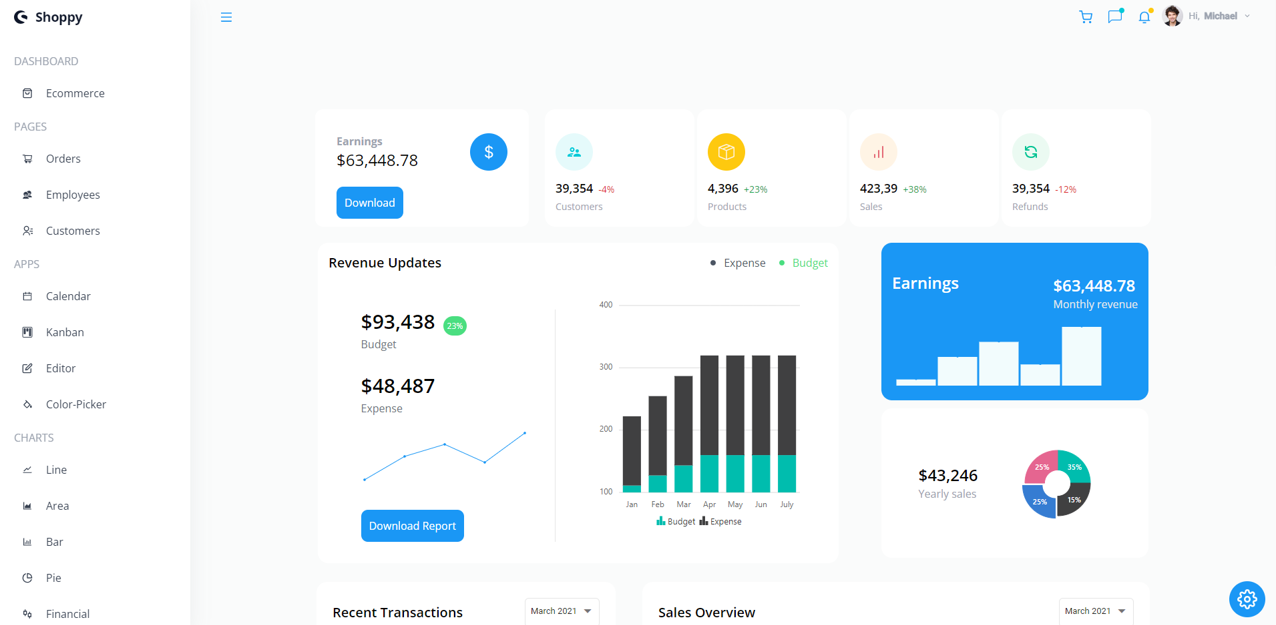 Shoppy
Hi, Michael
DASHBOARD
Ecommerce
PAGES
Orders
Employees
Customers
APPS
Calendar
Kanban
Editor
Color-Picker
CHARTS
Line
Area
Bar
Pie
Financial
Earnings
$63,448.78
Download
39,354 -4%
Customers
4,396 +23%
Products
423,39 +38%
Sales
39,354 -12%
Refunds
Revenue Updates
Expense
Budget
$93,438 23%
Budget
$48,487
Expense
Download Report
400
300
200
100
Jan Feb Mar Apr May Jun July
Budget Expense
Earnings
$63,448.78
Monthly revenue
$43,246
Yearly sales
25% 35%
25% 15%
Recent Transactions
March 2021
Sales Overview
March 2021